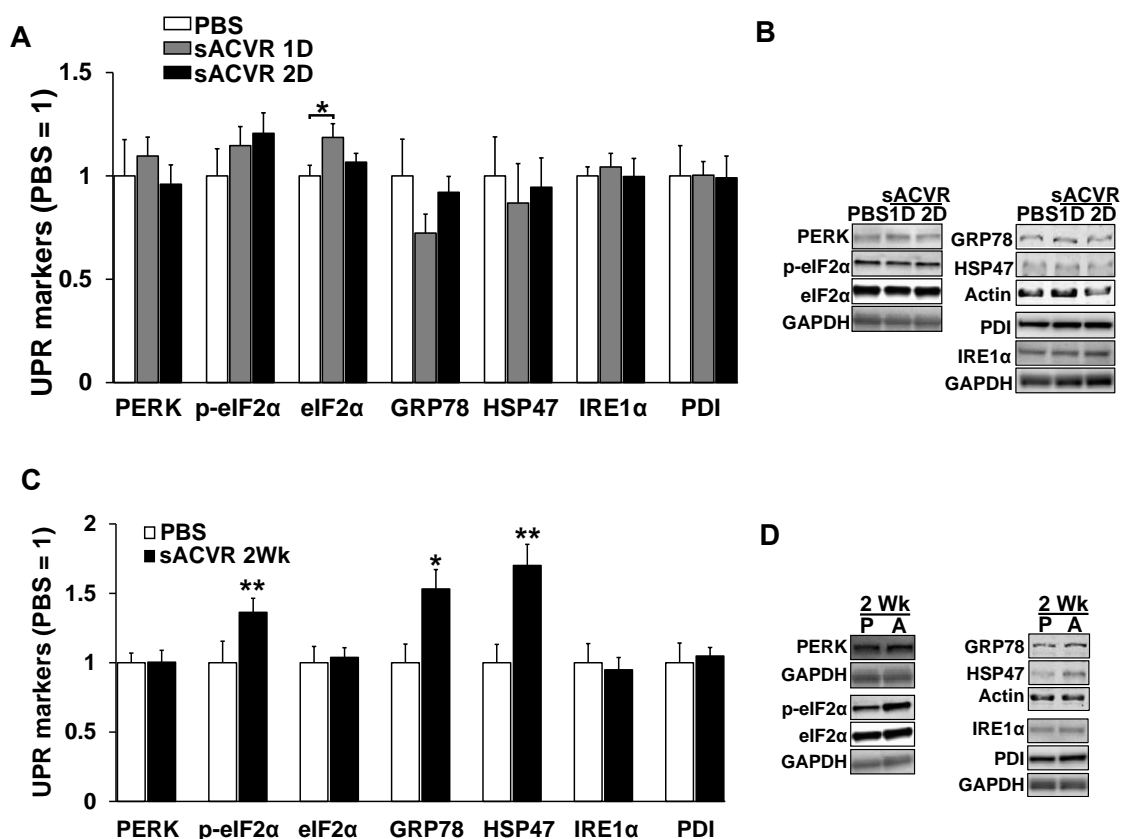 A
PBS
sACVR 1D
sACVR 2D
UPR markers (PBS = 1)
1.5
1
0.5
0
*
PERK p-eIF2α eIF2α GRP78 HSP47 IRE1α PDI
B
sACVR
PBS 1D 2D
PERK
p-eIF2α
eIF2α
GAPDH
sACVR
PBS 1D 2D
GRP78
HSP47
Actin
PDI
IRE1α
GAPDH
C
PBS
sACVR 2Wk
UPR markers (PBS = 1)
2
1.5
1
0.5
0
** * **
PERK p-eIF2α eIF2α GRP78 HSP47 IRE1α PDI
D
2 Wk
P A
PERK
GAPDH
p-eIF2α
eIF2α
GAPDH
2 Wk
P A
GRP78
HSP47
Actin
IRE1α
PDI
GAPDH